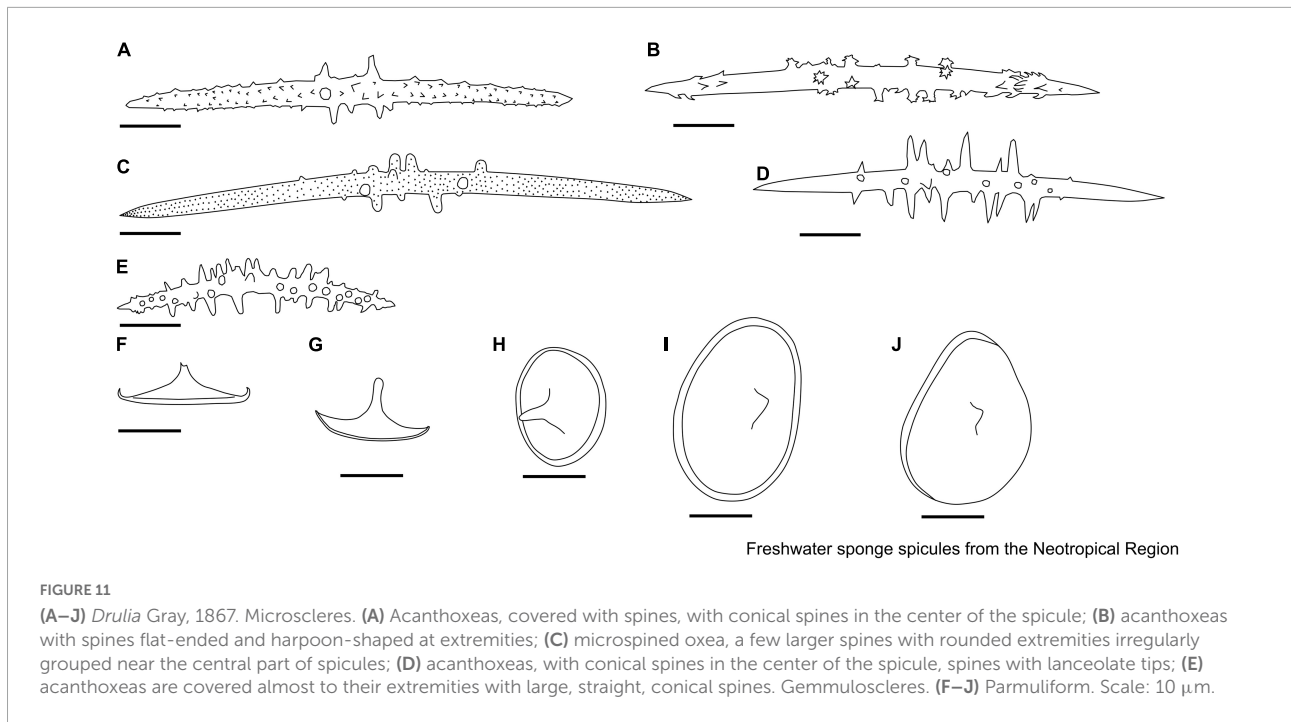 A
B
C
D
E
F
G
H
I
J
Freshwater sponge spicules from the Neotropical Region
FIGURE 11
(A–J) Drulia Gray, 1867. Microscleres. (A) Acanthoxeas, covered with spines, with conical spines in the center of the spicule; (B) acanthoxeas
with spines flat-ended and harpoon-shaped at extremities; (C) microspined oxea, a few larger spines with rounded extremities irregularly
grouped near the central part of spicules; (D) acanthoxeas, with conical spines in the center of the spicule, spines with lanceolate tips; (E)
acanthoxeas are covered almost to their extremities with large, straight, conical spines. Gemmuloscleres. (F–J) Parmuliform. Scale: 10 μm.